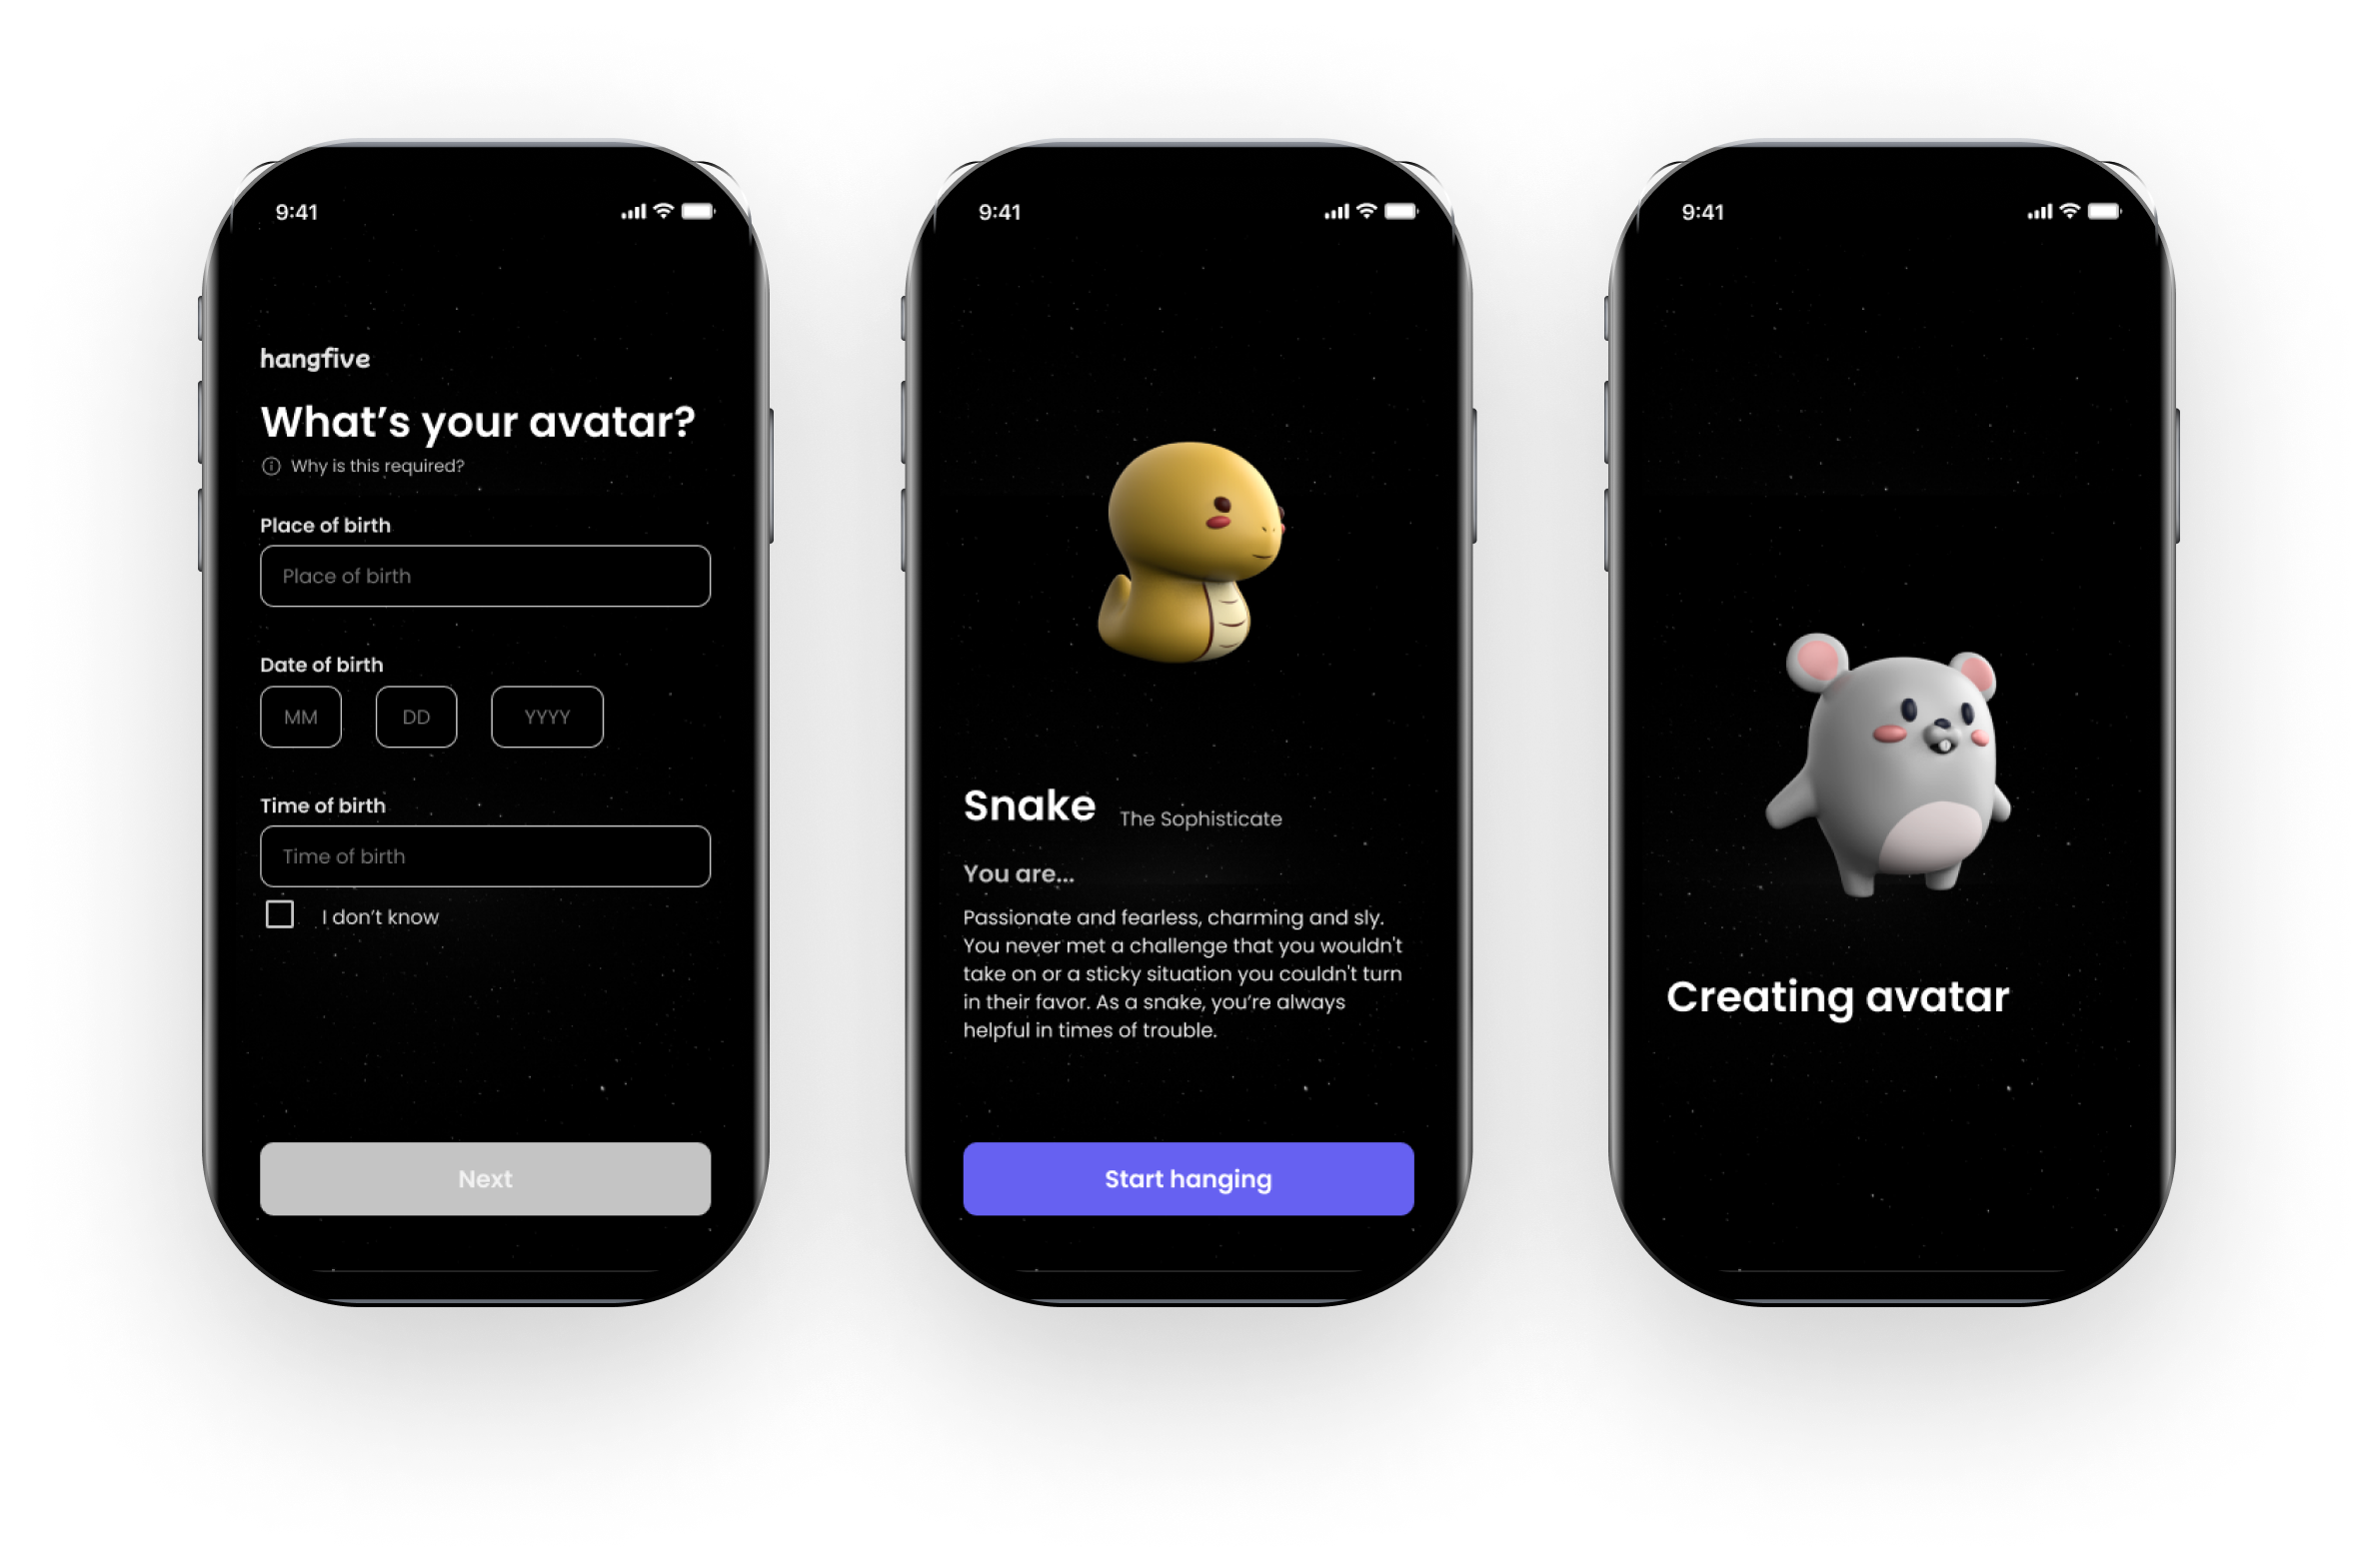 9:41
hangfive
What’s your avatar?
Why is this required?
Place of birth
Place of birth
Date of birth
MM DD YYYY
Time of birth
Time of birth
I don’t know
Next
9:41
Snake The Sophisticate
You are...
Passionate and fearless, charming and sly.
You never met a challenge that you wouldn't
take on or a sticky situation you couldn't turn
in their favor. As a snake, you’re always
helpful in times of trouble.
Start hanging
9:41
Creating avatar